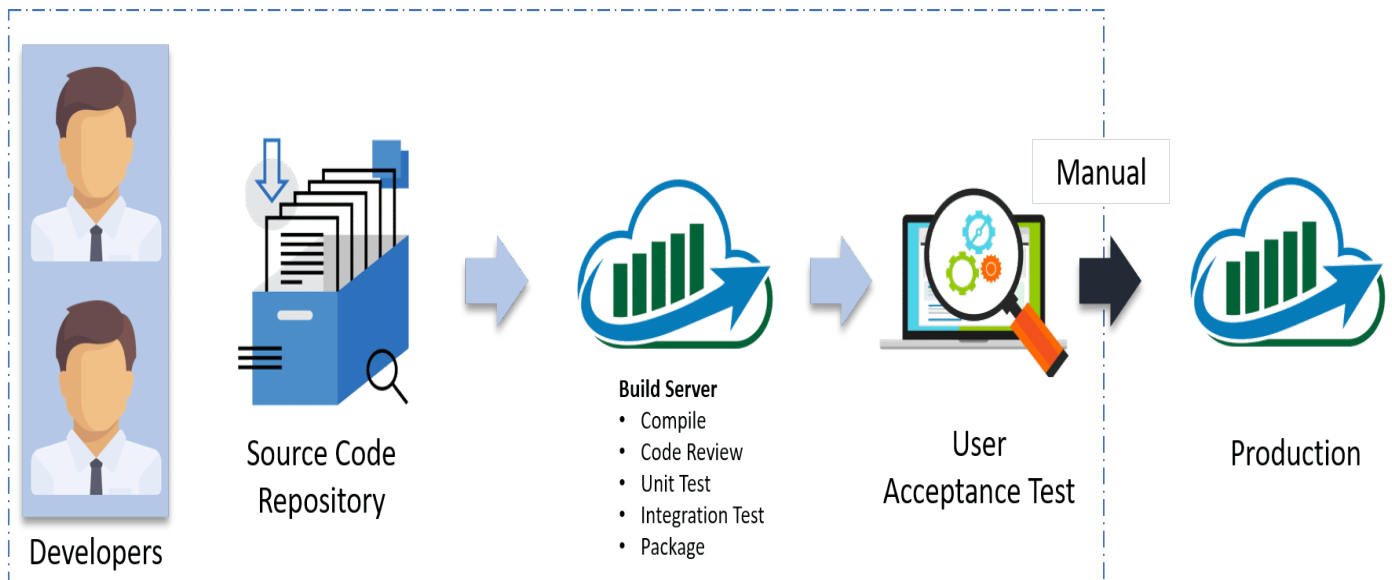 Developers
Source Code
Repository
Build Server
• Compile
• Code Review
• Unit Test
• Integration Test
• Package
User
Acceptance Test
Manual
Production